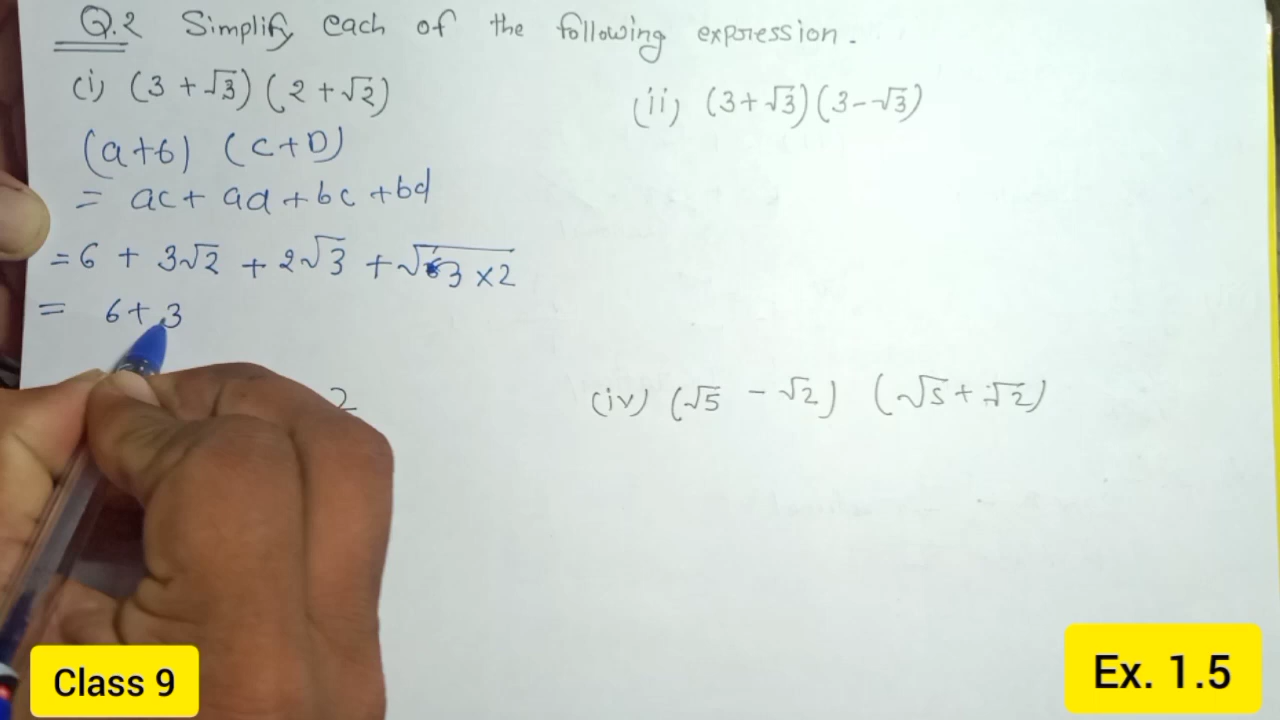 Q.2 Simplify each of the following expression.
(i) (3 + √3) (2 + √2)
(ii) (3 + √3) (3 - √3)
(a+b) (c+D)
= ac + ad + bc + bd
= 6 + 3√2 + 2√3 + √3 × 2
= 6 + 3
2
(iv) (√5 - √2) (√5 + √2)
Class 9
Ex. 1.5